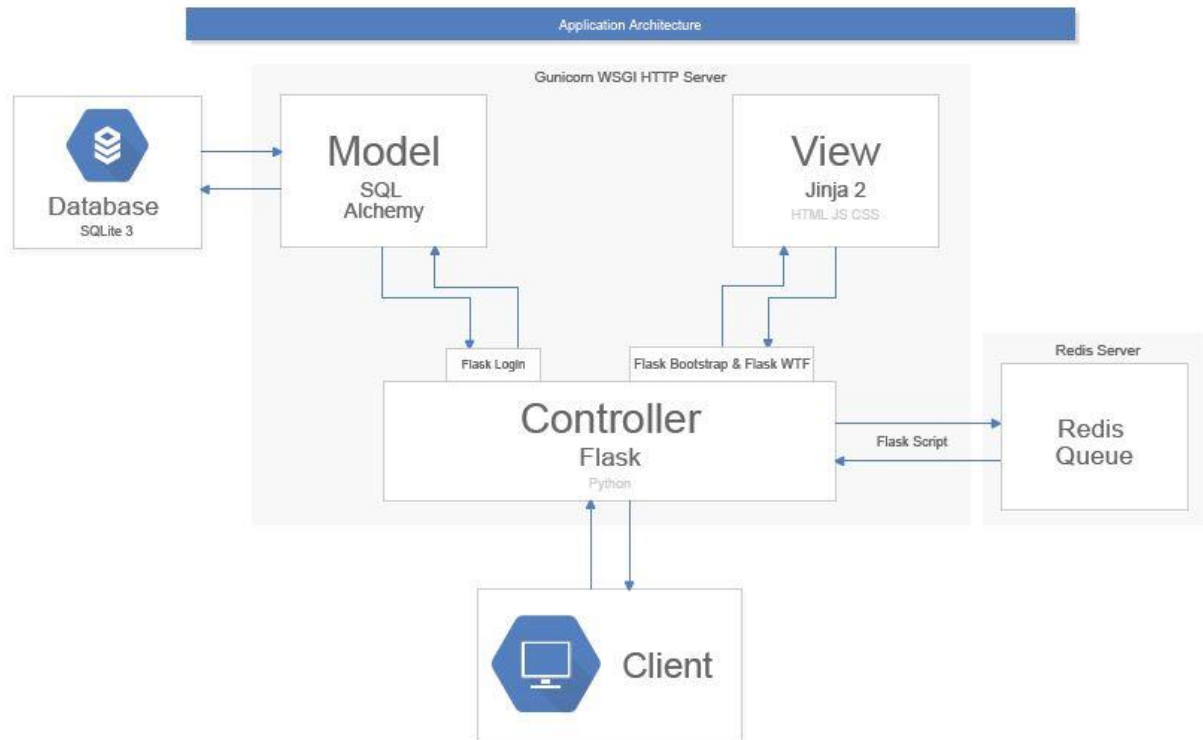 Application Architecture
Gunicorn WSGI HTTP Server
Database
SQLite 3
Model
SQL
Alchemy
View
Jinja 2
HTML JS CSS
Flask Login
Flask Bootstrap & Flask WTF
Controller
Flask
Python
Flask Script
Redis Server
Redis
Queue
Client